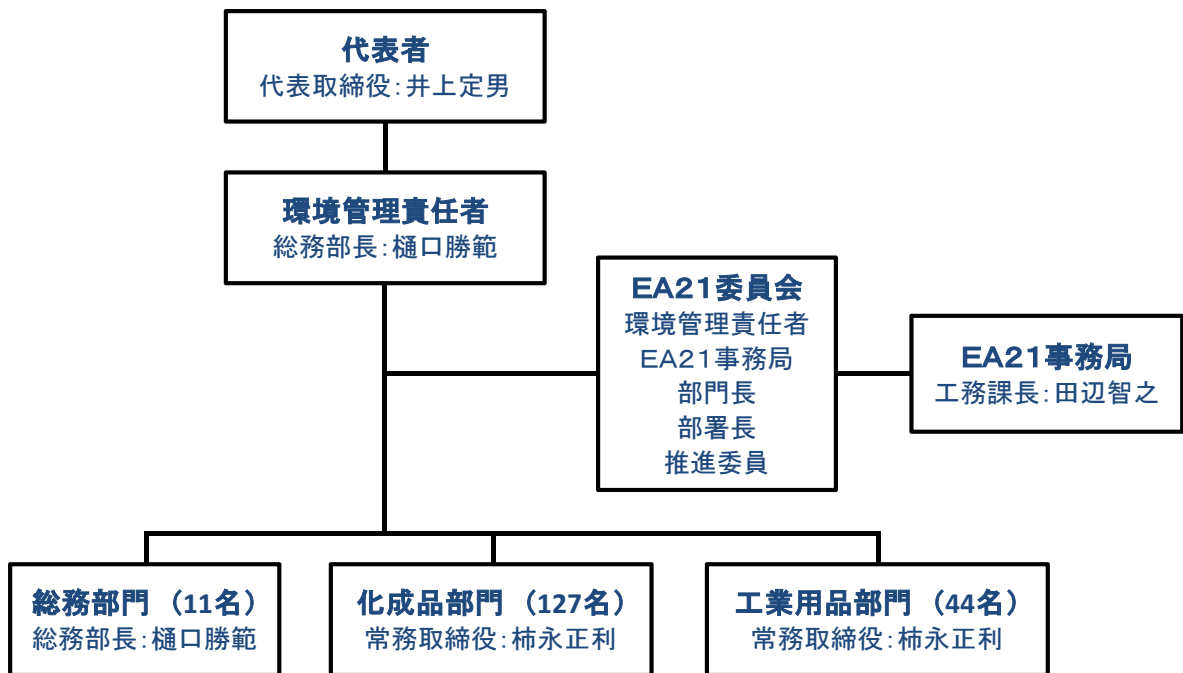 代表者
代表取締役：井上定男
環境管理責任者
総務部長：樋口勝範
EA21委員会
環境管理責任者
EA21事務局
部門長
部署長
推進委員
EA21事務局
工務課長：田辺智之
総務部門 （11名）
総務部長：樋口勝範
化成品部門 （127名）
常務取締役：柿永正利
工業用品部門 （44名）
常務取締役：柿永正利